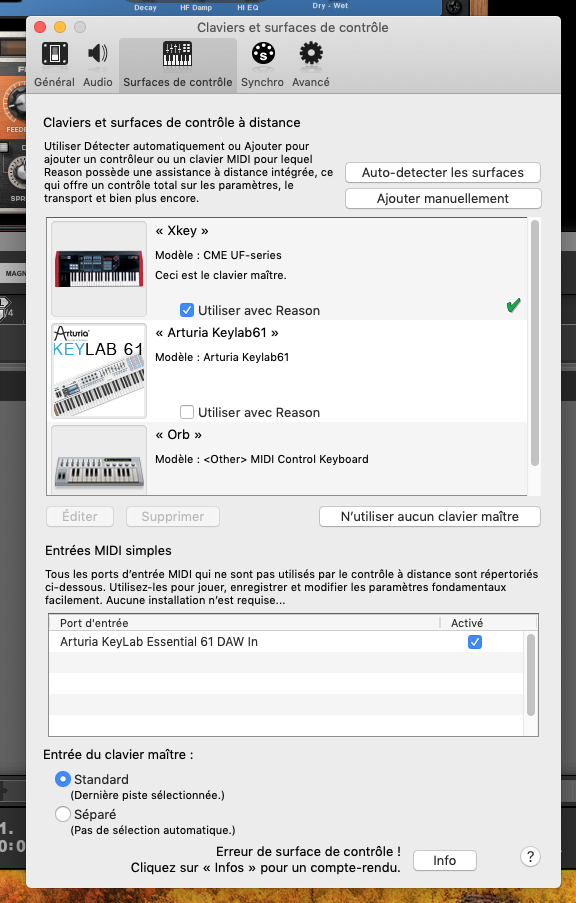 Decay HF Damp HI EQ Dry - Wet
Claviers et surfaces de contrôle
Général Audio Surfaces de contrôle Synchro Avancé
Claviers et surfaces de contrôle à distance
Utiliser Détecter automatiquement ou Ajouter pour
ajouter un contrôleur ou un clavier MIDI pour lequel
Reason possède une assistance à distance intégrée, ce
qui offre un contrôle total sur les paramètres, le
transport et bien plus encore.
Auto-detecter les surfaces
Ajouter manuellement
« Xkey »
Modèle : CME UF-series
Ceci est le clavier maître.
Utiliser avec Reason
Arturia
KEYLAB 61
« Arturia Keylab61 »
Modèle : Arturia Keylab61
Utiliser avec Reason
« Orb »
Modèle : <Other> MIDI Control Keyboard
Éditer Supprimer N'utiliser aucun clavier maître
Entrées MIDI simples
Tous les ports d'entrée MIDI qui ne sont pas utilisés par le contrôle à distance sont répertoriés
ci-dessous. Utilisez-les pour jouer, enregistrer et modifier les paramètres fondamentaux
facilement. Aucune installation n'est requise...
Port d'entrée Activé
Arturia KeyLab Essential 61 DAW In
Entrée du clavier maître :
Standard
(Dernière piste sélectionnée.)
Séparé
(Pas de sélection automatique.)
Erreur de surface de contrôle !
Cliquez sur « Infos » pour un compte-rendu.
Info
?
FEED
SPR
MAGN
/4
1.
0:0